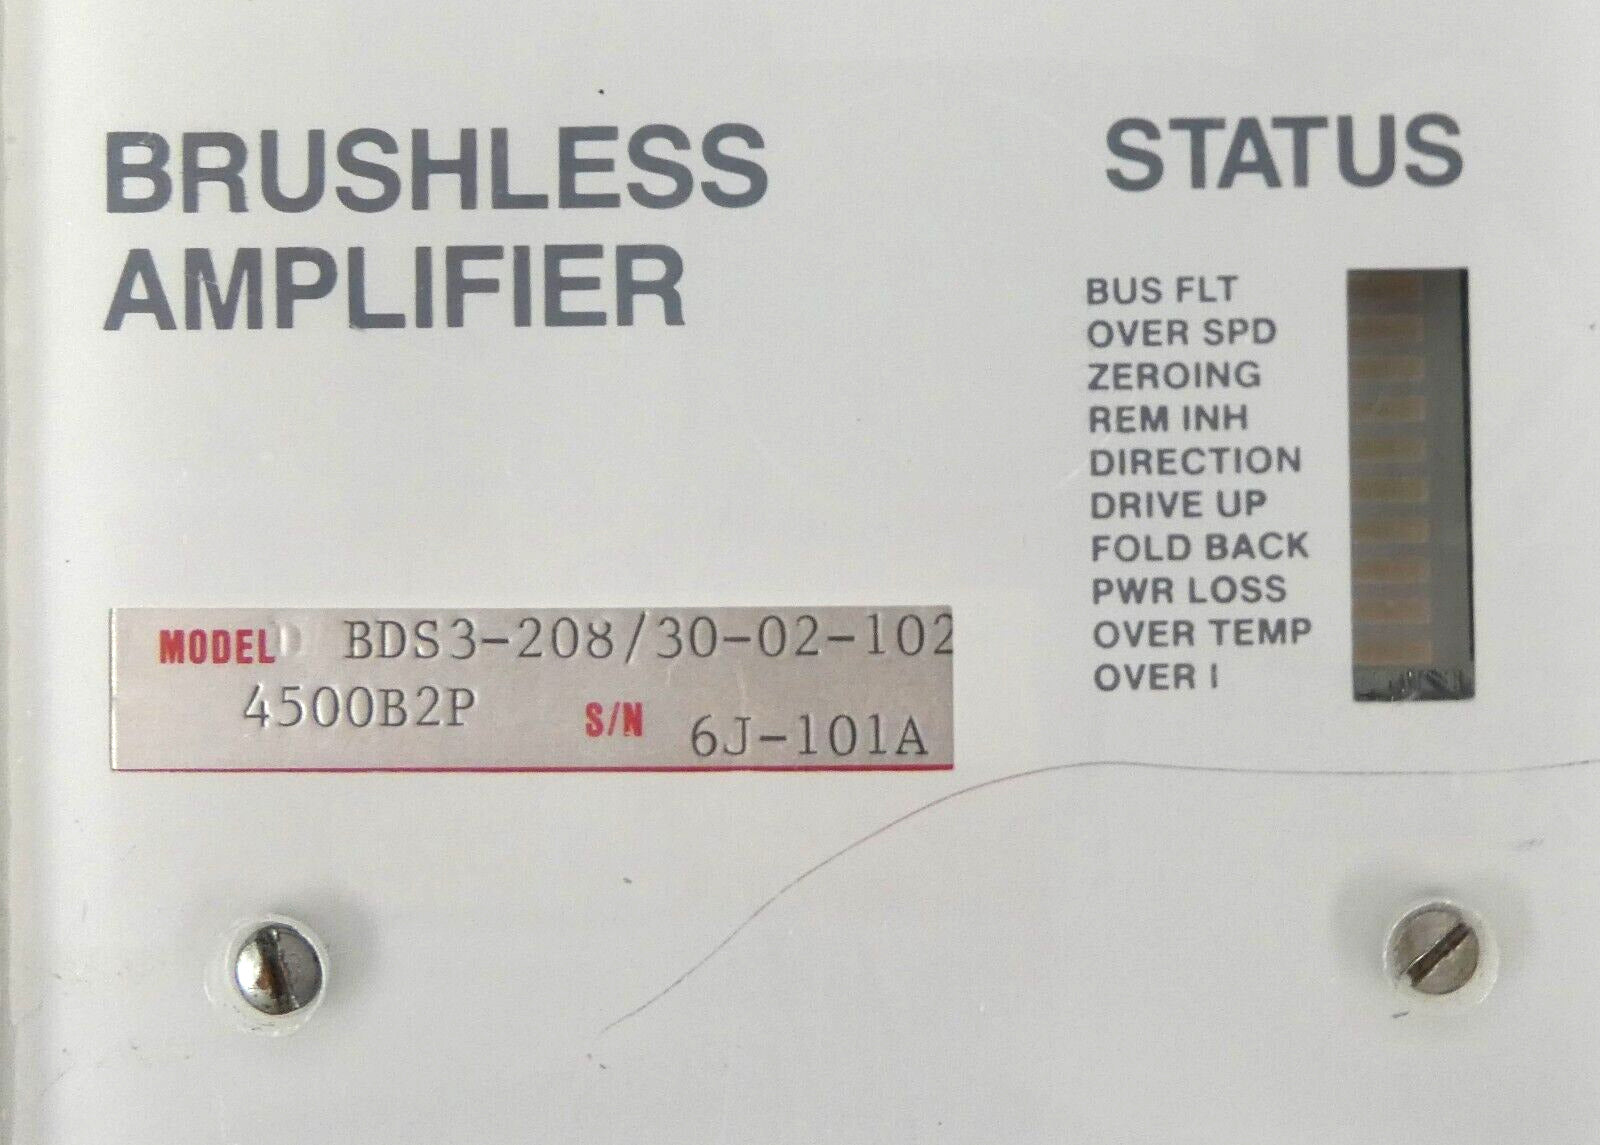 BRUSHLESS
AMPLIFIER
STATUS
BUS FLT
OVER SPD
ZEROING
REM INH
DIRECTION
DRIVE UP
FOLD BACK
PWR LOSS
OVER TEMP
OVER I
MODEL BDS3-208/30-02-102
4500B2P S/N 6J-101A